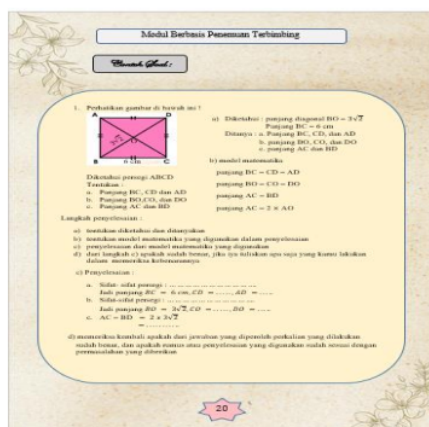 Modul Berbasis Penemuan Terbimbing
Contoh Soal :
1. Perhatikan gambar di bawah ini !
A
D
3√2
O
B
6 cm
C
Diketahui persegi ABCD
Tentukan :
a. Panjang BC, CD dan AD
b. Panjang BO,CO, dan DO
c. Panjang AC dan BD
a) Diketahui : panjang diagonal BO = 3√2
Panjang BC = 6 cm
Ditanya : a. Panjang BC, CD, dan AD
b. panjang BO, CO, dan DO
c. panjang AC dan BD
b) model matematika
panjang BC = CD = AD
panjang BO = CO = DO
panjang AC = BD
panjang AC = 2 × AO
Langkah penyelesaian :
a) tentukan diketahui dan ditanyakan
b) tentukan model matematika yang digunakan dalam penyelesaian
c) penyelesaian dari model matematika yang digunakan
d) dari langkah c) apakah sudah benar, jika iya tuliskan apa saja yang kamu lakukan
dalam memeriksa kebenarannya
c) Penyelesaian :
a. Sifat- sifat persegi : ... ... ... ... ... ... ... ... ...
Jadi panjang BC = 6 cm, CD = ....., AD = .....
b. Sifat-sifat persegi : ... ... ... ... ... ... ... ... ...
Jadi panjang BO = 3√2, CO = ....., DO = .....
c. AC = BD = 2 x 3√2
= ..........
d) memeriksa kembali apakah dari jawaban yang diperoleh perkalian yang dilakukan
sudah benar, dan apakah rumus atau penyelesaian yang digunakan sudah sesuai dengan
permasalahan yang diberikan
20